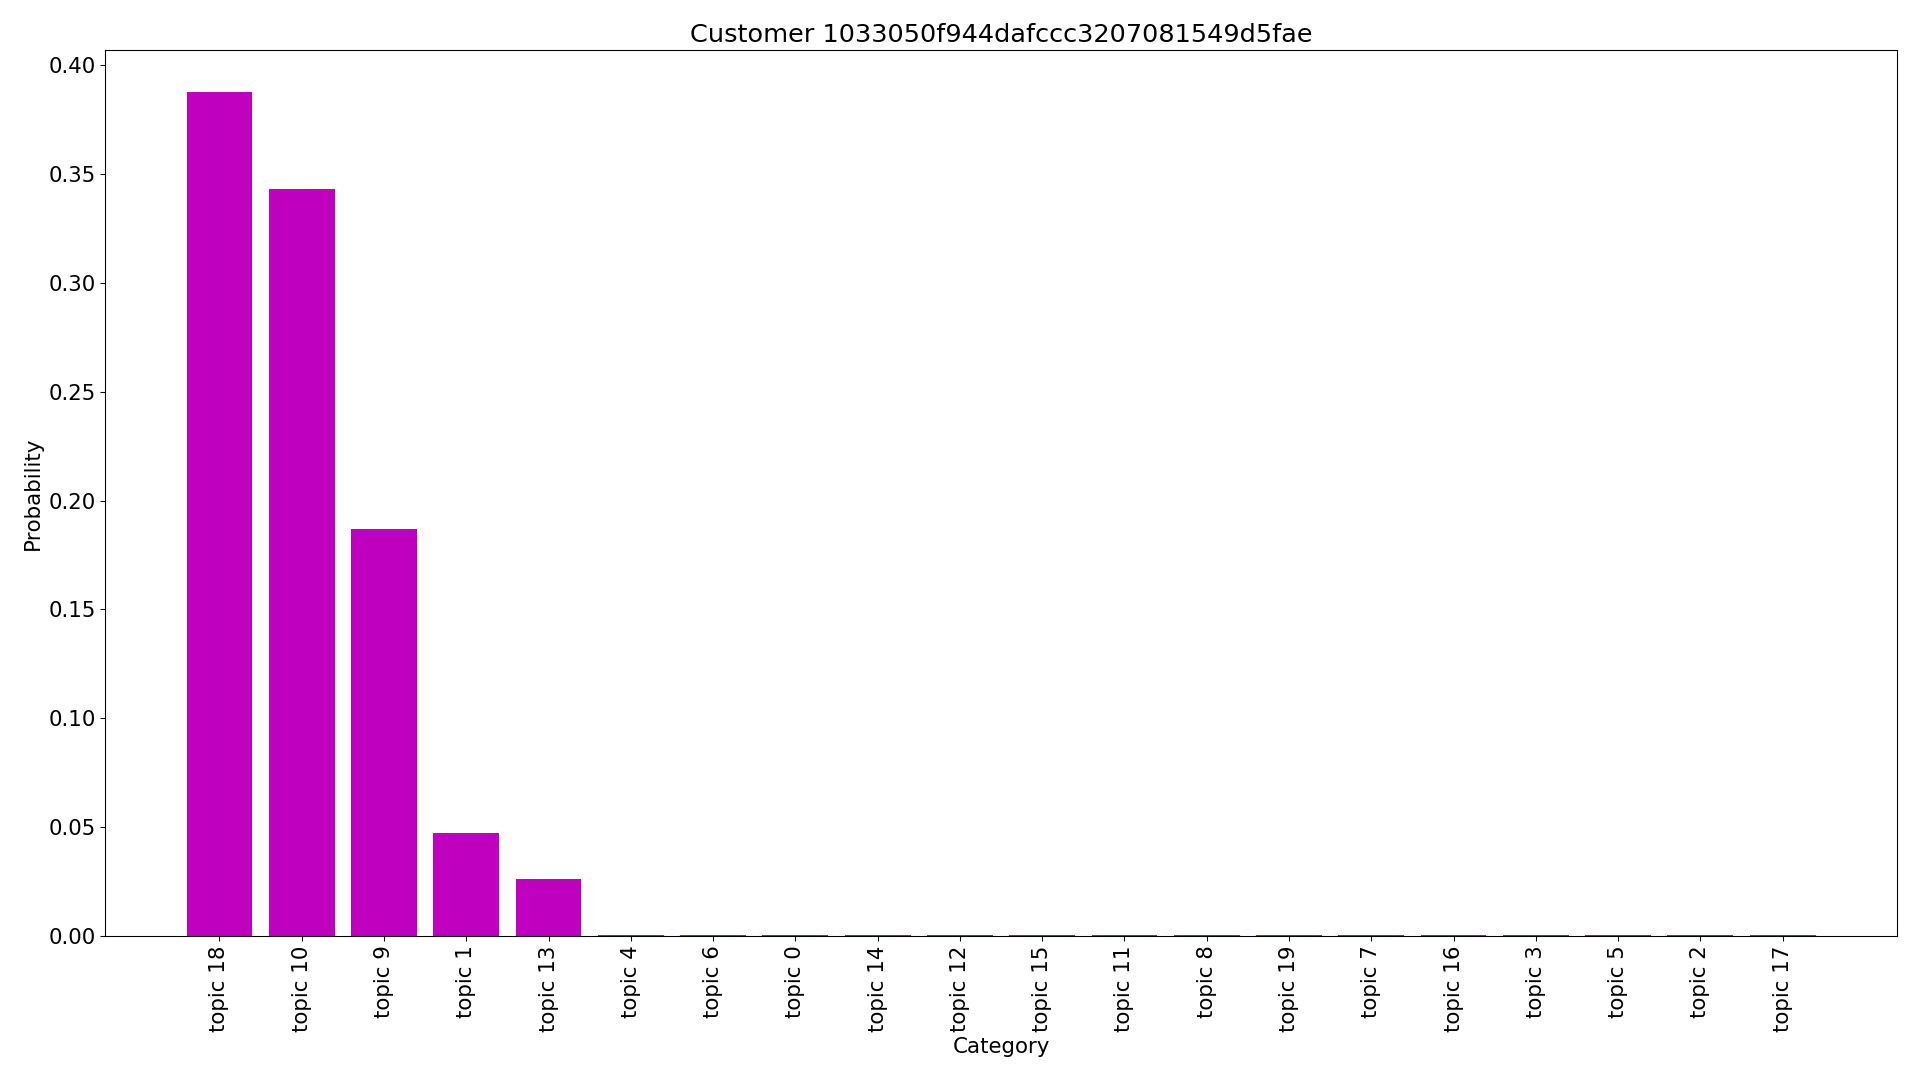 Customer 1033050f944dafccc3207081549d5fae
Probability
0.40
0.35
0.30
0.25
0.20
0.15
0.10
0.05
0.00
topic 18
topic 10
topic 9
topic 1
topic 13
topic 4
topic 6
topic 0
topic 14
topic 12
topic 15
topic 11
topic 8
topic 19
topic 7
topic 16
topic 3
topic 5
topic 2
topic 17
Category